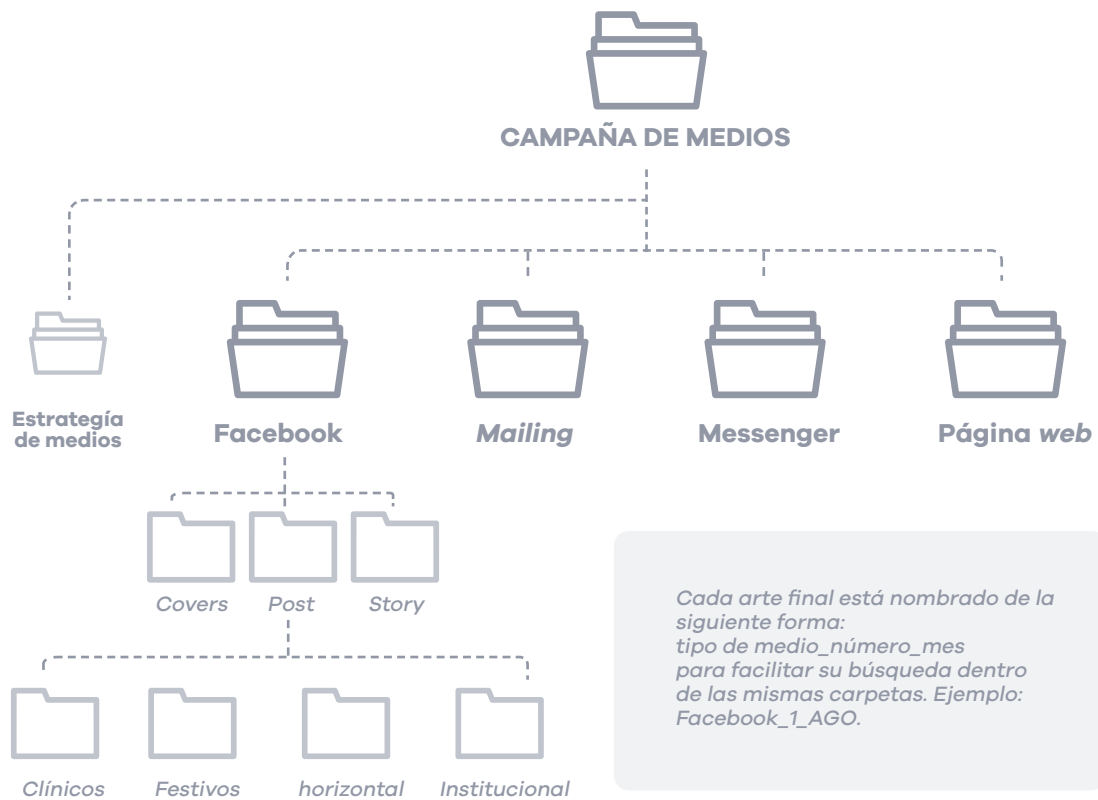 CAMPAÑA DE MEDIOS
Estrategía
de medios
Facebook
Mailing
Messenger
Página web
Covers
Post
Story
Clínicos
Festivos
horizontal
Institucional
Cada arte final está nombrado de la
siguiente forma:
tipo de medio_número_mes
para facilitar su búsqueda dentro
de las mismas carpetas. Ejemplo:
Facebook_1_AGO.